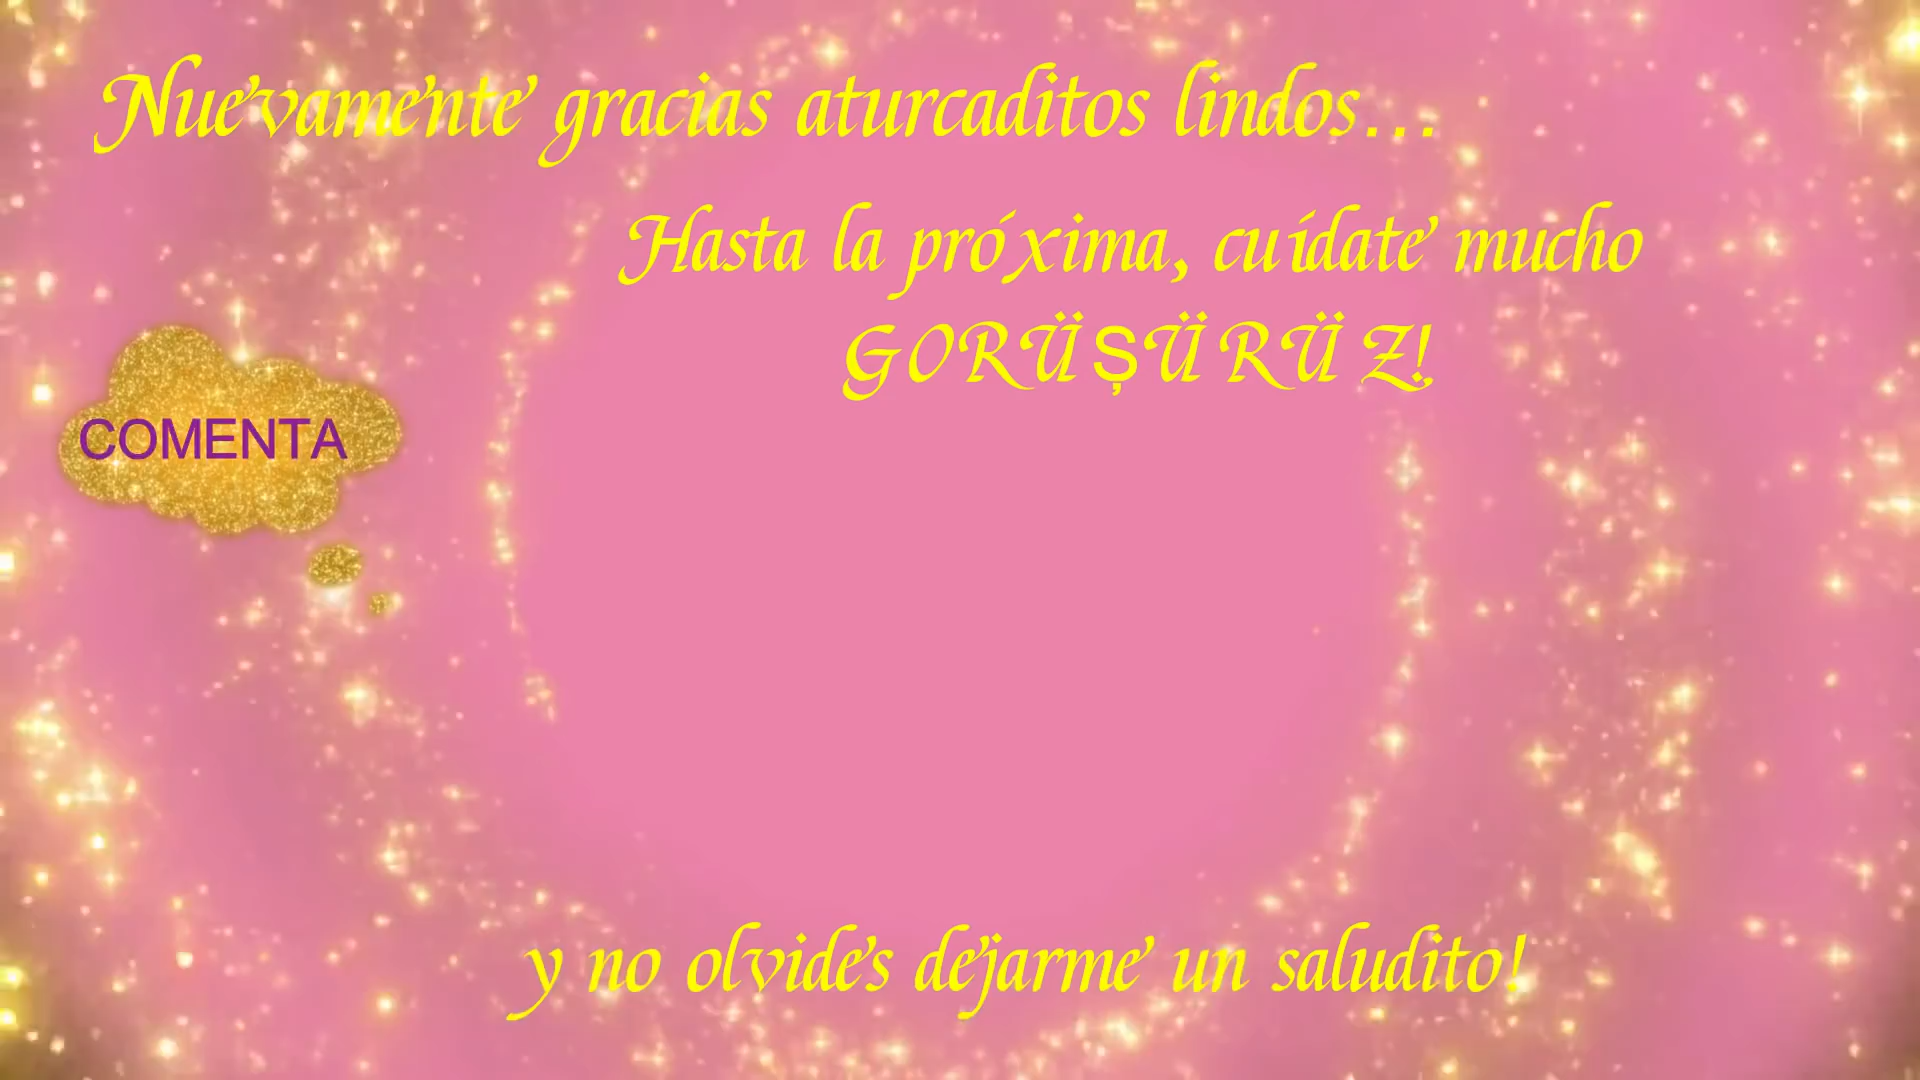 Nuevamente gracias aturcaditos lindos...
Hasta la próxima, cuídate mucho
GORÜŞÜRÜZ!
COMENTA
y no olvides dejarme un saludito!